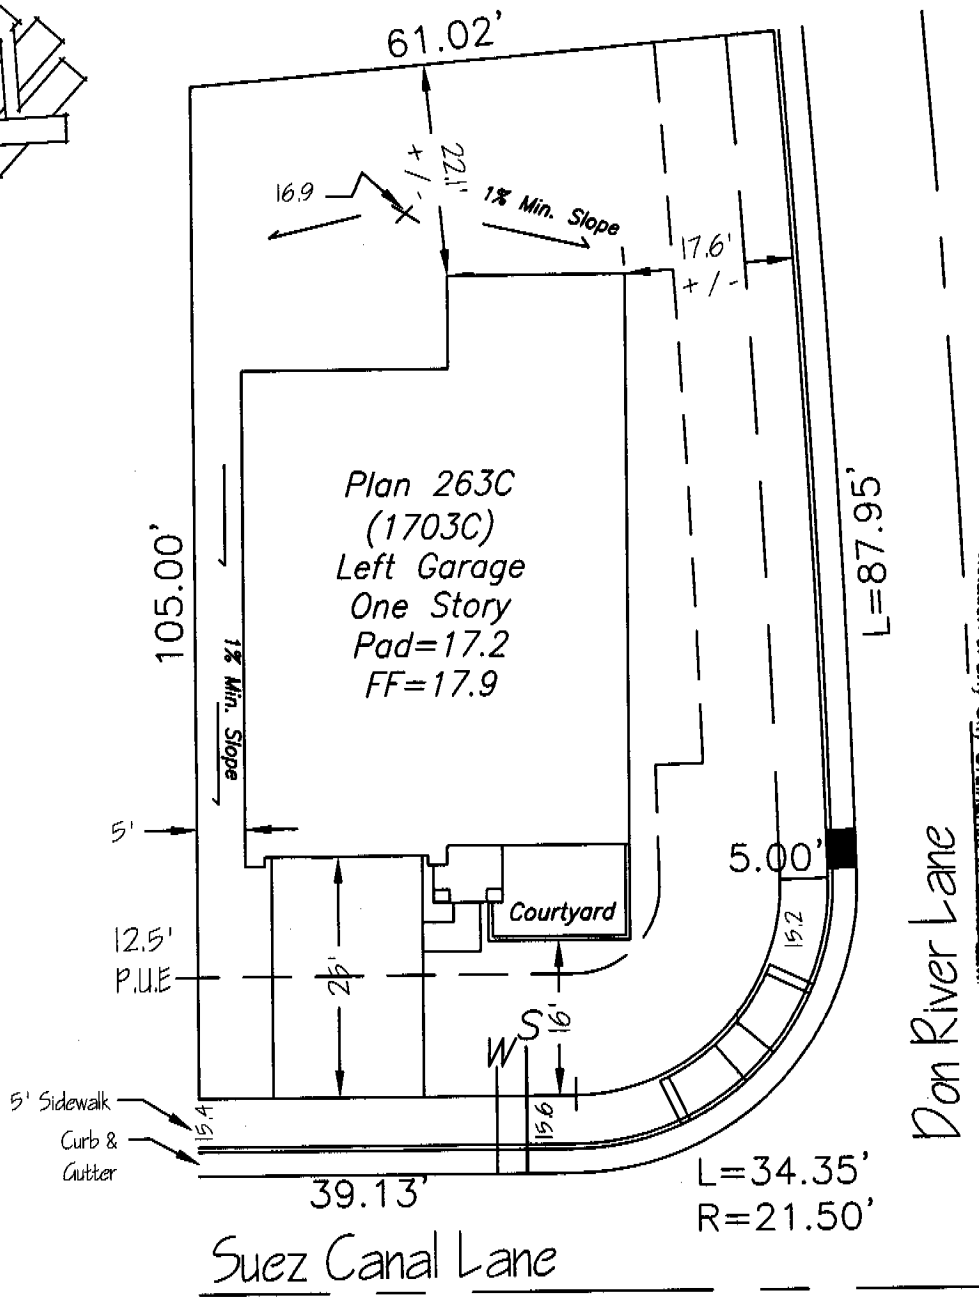 61.02'
22.1'
+ / -
16.9
1% Min. Slope
17.6'
+ / -
Plan 263C
(1703C)
Left Garage
One Story
Pad=17.2
FF=17.9
105.00'
L=87.95'
1% Min. Slope
5'
5.00'
Courtyard
15.2
12.5'
P.U.E
25'
16'
W
S
5' Sidewalk
15.4
15.6
Curb &
Gutter
39.13'
L=34.35'
R=21.50'
Don River Lane
Suez Canal Lane